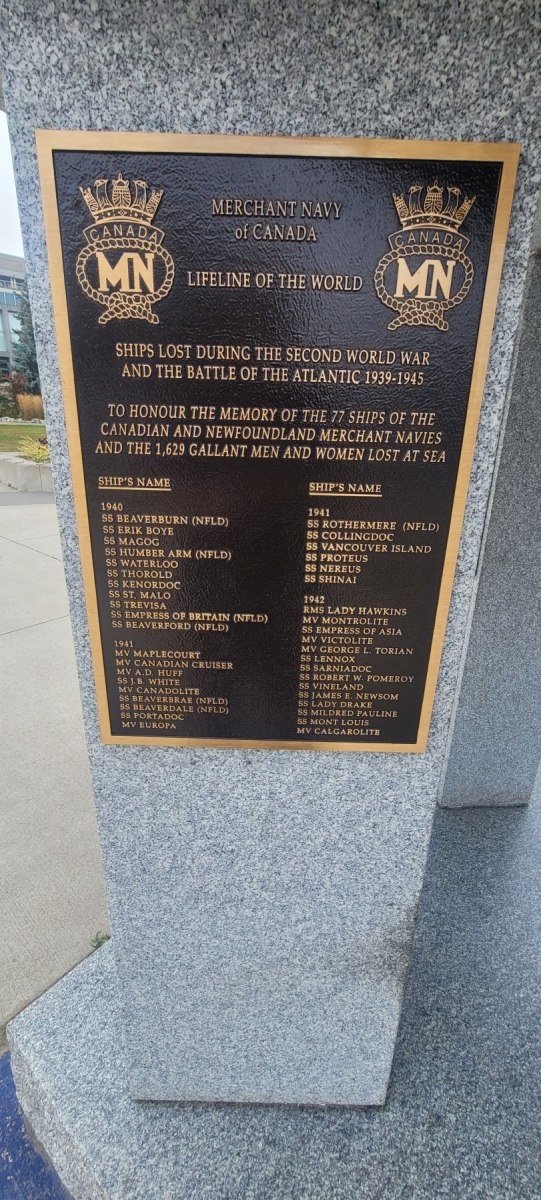 CANADA
MN
MERCHANT NAVY
of CANADA
LIFELINE OF THE WORLD
CANADA
MN
SHIPS LOST DURING THE SECOND WORLD WAR
AND THE BATTLE OF THE ATLANTIC 1939-1945
TO HONOUR THE MEMORY OF THE 77 SHIPS OF THE
CANADIAN AND NEWFOUNDLAND MERCHANT NAVIES
AND THE 1,629 GALLANT MEN AND WOMEN LOST AT SEA
SHIP'S NAME
1940
SS BEAVERBURN (NFLD)
SS ERIK BOYE
SS MAGOG
SS HUMBER ARM (NFLD)
SS WATERLOO
SS THOROLD
SS KENORDOC
SS ST. MALO
SS TREVISA
SS EMPRESS OF BRITAIN (NFLD)
SS BEAVERFORD (NFLD)
1941
MV MAPLECOURT
MV CANADIAN CRUISER
MV A.D. HUFF
SS J.B. WHITE
MV CANADOLITE
SS BEAVERBRAE (NFLD)
SS BEAVERDALE (NFLD)
SS PORTADOC
MV EUROPA
SHIP'S NAME
1941
SS ROTHERMERE (NFLD)
SS COLLINGDOC
SS VANCOUVER ISLAND
SS PROTEUS
SS NEREUS
SS SHINAI
1942
RMS LADY HAWKINS
MV MONTROLITE
SS EMPRESS OF ASIA
MV VICTOLITE
MV GEORGE L. TORIAN
SS LENNOX
SS SARNIADOC
SS ROBERT W. POMEROY
SS VINELAND
SS JAMES E. NEWSOM
SS LADY DRAKE
SS MILDRED PAULINE
SS MONT LOUIS
MV CALGAROLITE